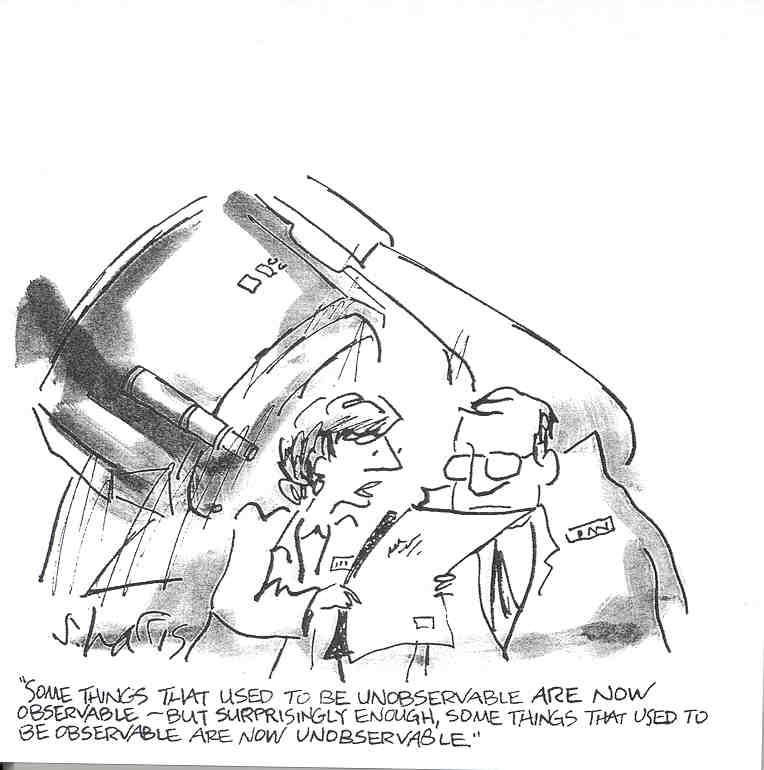 S. Harris
"SOME THINGS THAT USED TO BE UNOBSERVABLE ARE NOW
OBSERVABLE – BUT SURPRISINGLY ENOUGH, SOME THINGS THAT USED TO
BE OBSERVABLE ARE NOW UNOBSERVABLE."